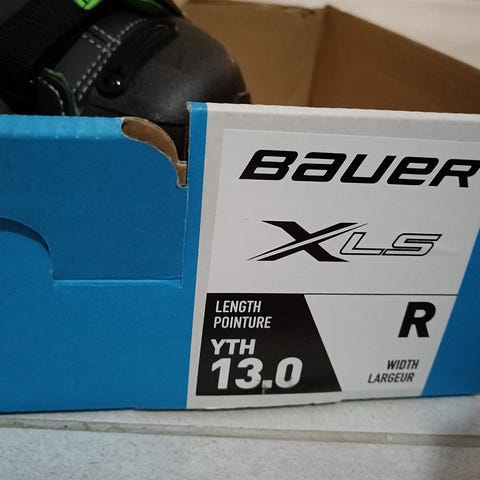 BAUER
XLS
LENGTH
POINTURE
YTH
13.0
R
WIDTH
LARGEUR